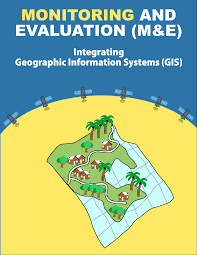 MONITORING AND
EVALUATION (M&E)
Integrating
Geographic Information Systems (GIS)